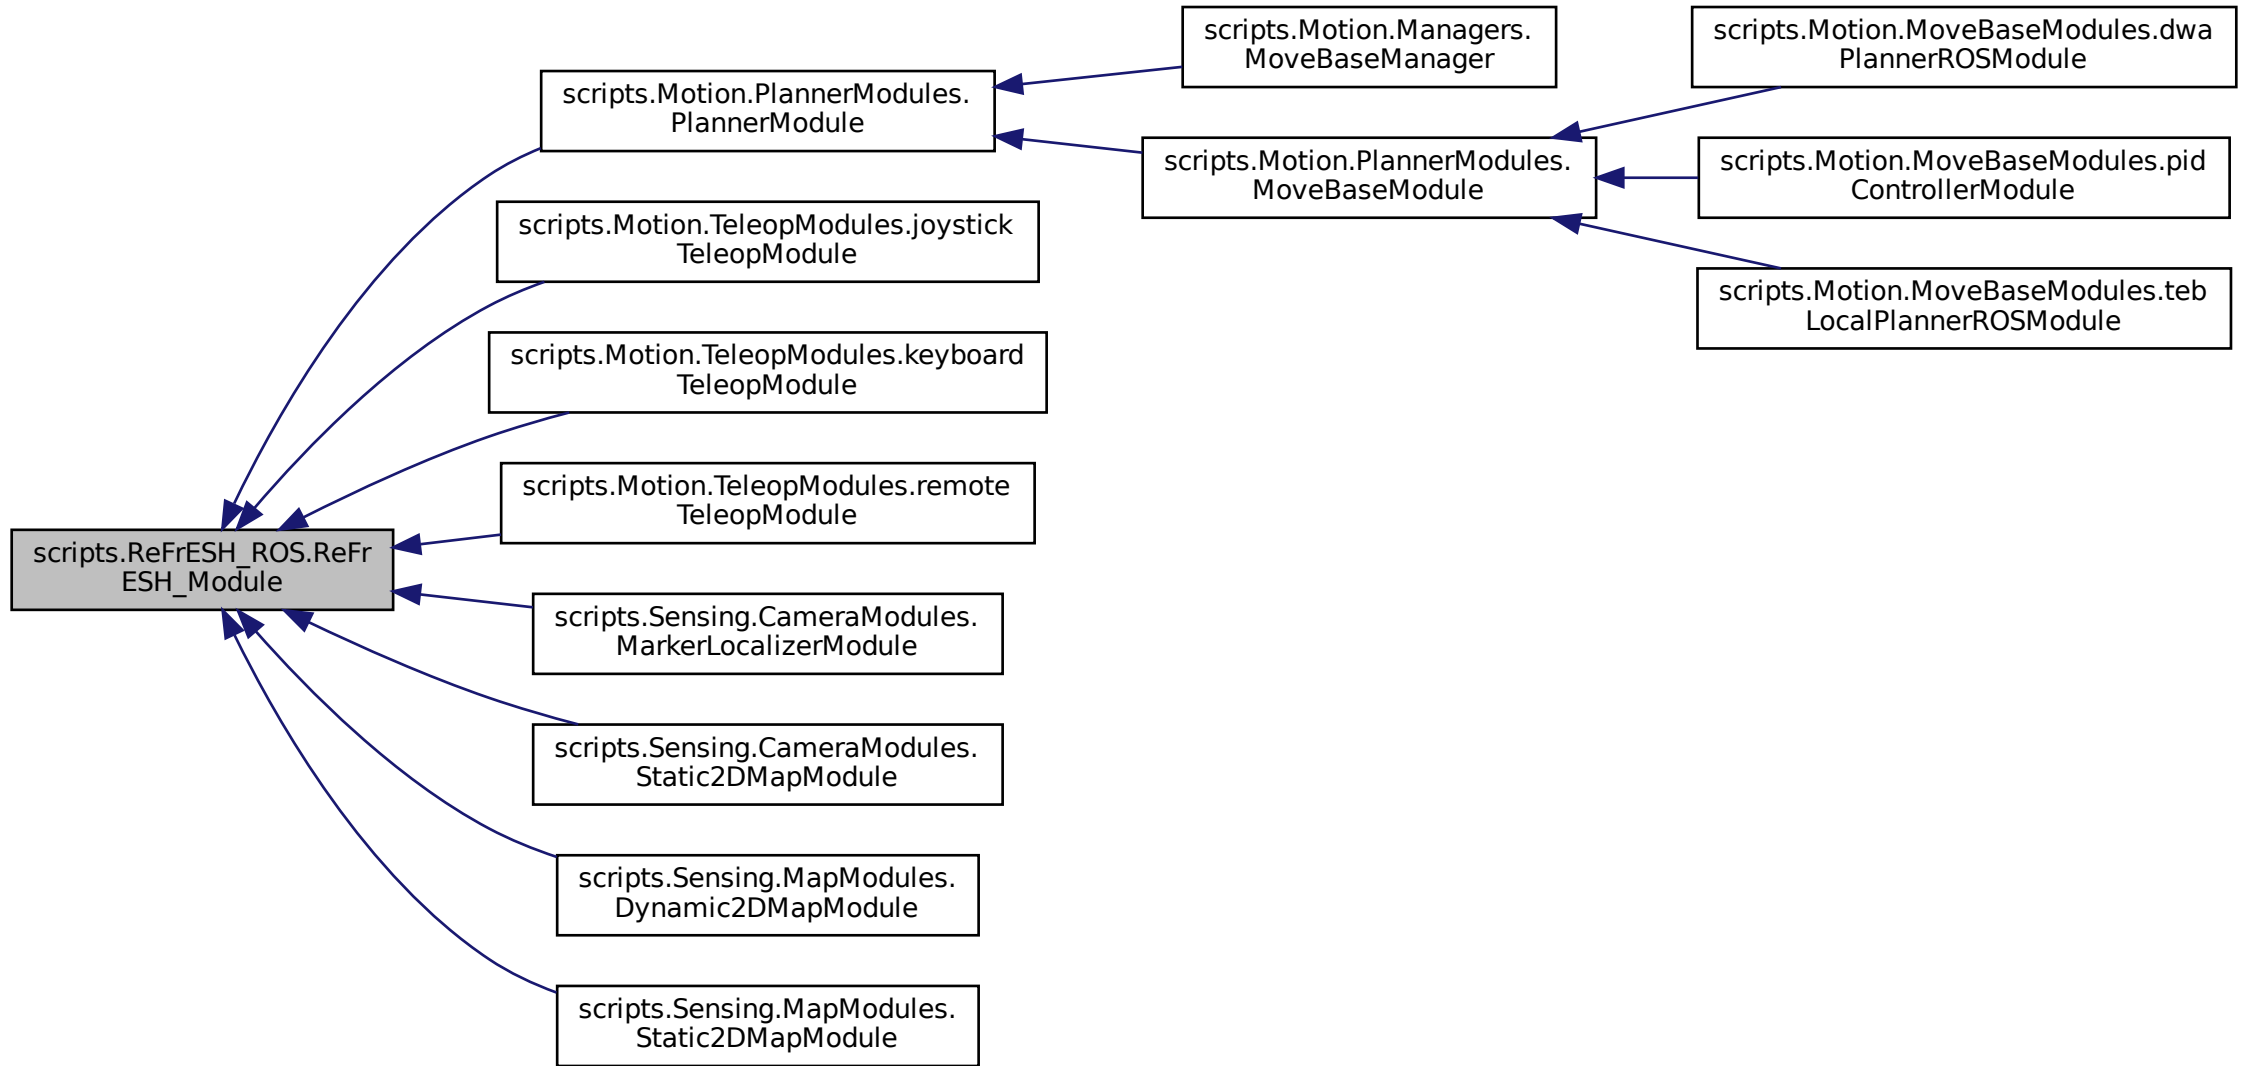 scripts.Motion.Managers.
MoveBaseManager
scripts.Motion.MoveBaseModules.dwa
PlannerROSModule
scripts.Motion.PlannerModules.
PlannerModule
scripts.Motion.PlannerModules.
MoveBaseModule
scripts.Motion.MoveBaseModules.pid
ControllerModule
scripts.Motion.TeleopModules.joystick
TeleopModule
scripts.Motion.MoveBaseModules.teb
LocalPlannerROSModule
scripts.Motion.TeleopModules.keyboard
TeleopModule
scripts.Motion.TeleopModules.remote
TeleopModule
scripts.ReFrESH_ROS.ReFr
ESH_Module
scripts.Sensing.CameraModules.
MarkerLocalizerModule
scripts.Sensing.CameraModules.
Static2DMapModule
scripts.Sensing.MapModules.
Dynamic2DMapModule
scripts.Sensing.MapModules.
Static2DMapModule